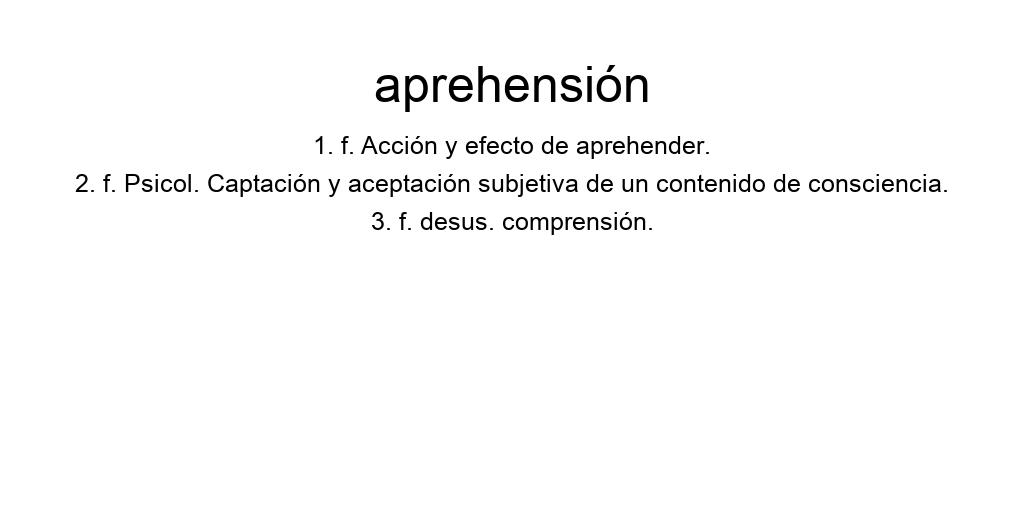 aprehensión
1. f. Acción y efecto de aprehender.
2. f. Psicol. Captación y aceptación subjetiva de un contenido de consciencia.
3. f. desus. comprensión.